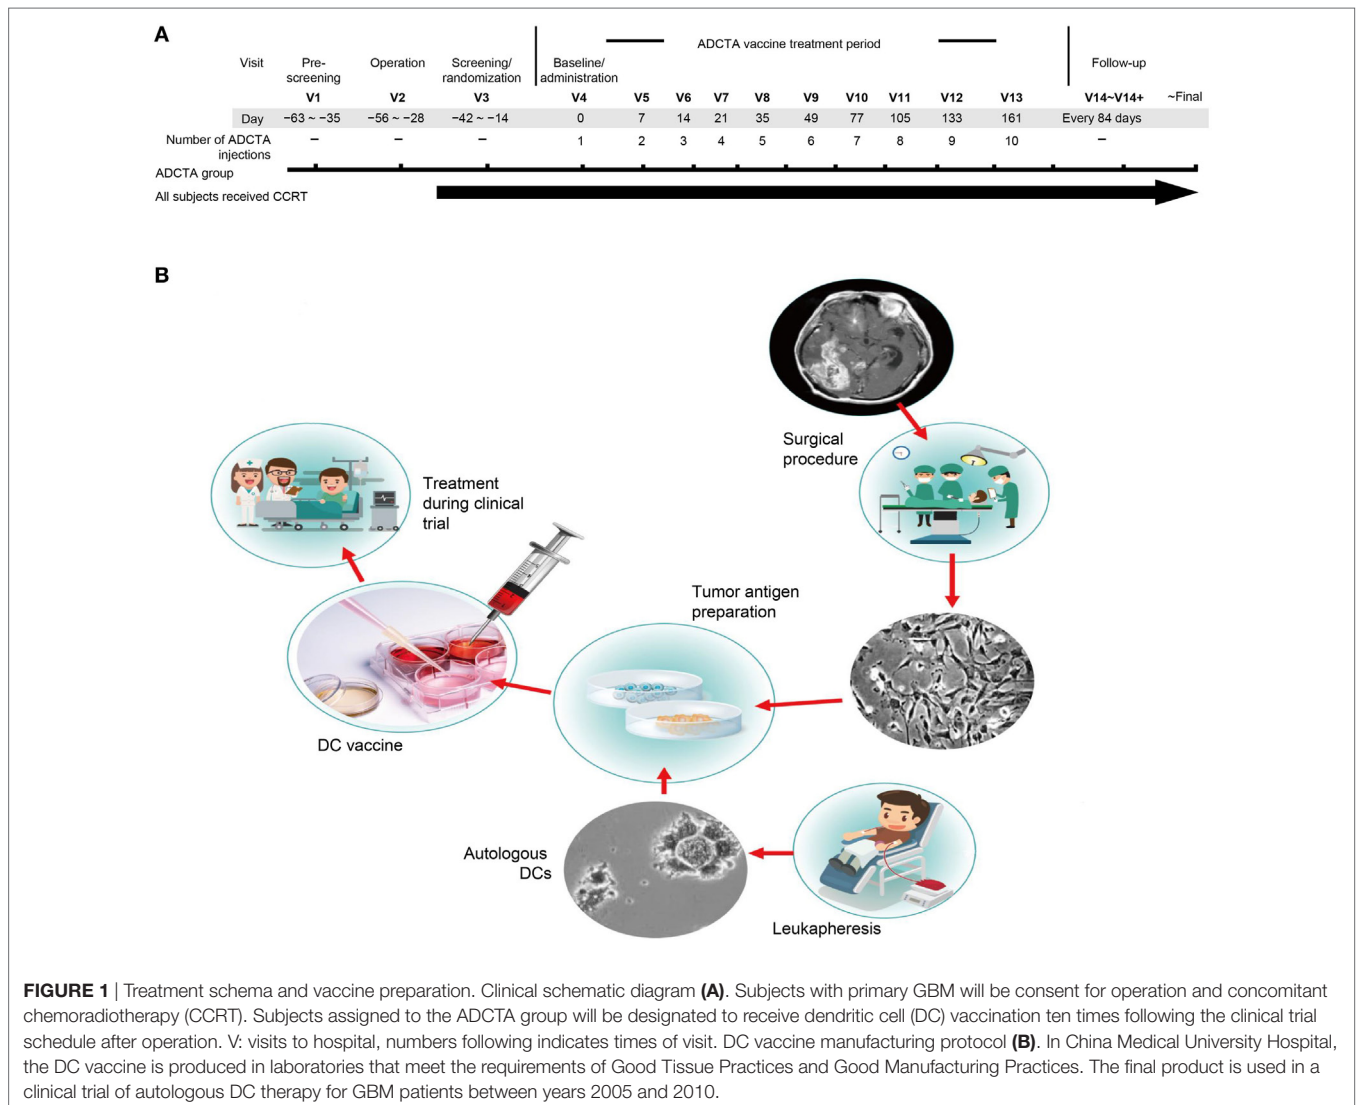 A
ADCTA vaccine treatment period
Visit Pre-screening Operation Screening/randomization Baseline/administration Follow-up
V1 V2 V3 V4 V5 V6 V7 V8 V9 V10 V11 V12 V13 V14~V14+ ~Final
Day −63 ~ −35 −56 ~ −28 −42 ~ −14 0 7 14 21 35 49 77 105 133 161 Every 84 days
Number of ADCTA injections – – – 1 2 3 4 5 6 7 8 9 10 –
ADCTA group
All subjects received CCRT
B
Surgical
procedure
Treatment
during clinical
trial
Tumor antigen
preparation
DC vaccine
Autologous
DCs
Leukapheresis
FIGURE 1 | Treatment schema and vaccine preparation. Clinical schematic diagram (A). Subjects with primary GBM will be consent for operation and concomitant
chemoradiotherapy (CCRT). Subjects assigned to the ADCTA group will be designated to receive dendritic cell (DC) vaccination ten times following the clinical trial
schedule after operation. V: visits to hospital, numbers following indicates times of visit. DC vaccine manufacturing protocol (B). In China Medical University Hospital,
the DC vaccine is produced in laboratories that meet the requirements of Good Tissue Practices and Good Manufacturing Practices. The final product is used in a
clinical trial of autologous DC therapy for GBM patients between years 2005 and 2010.